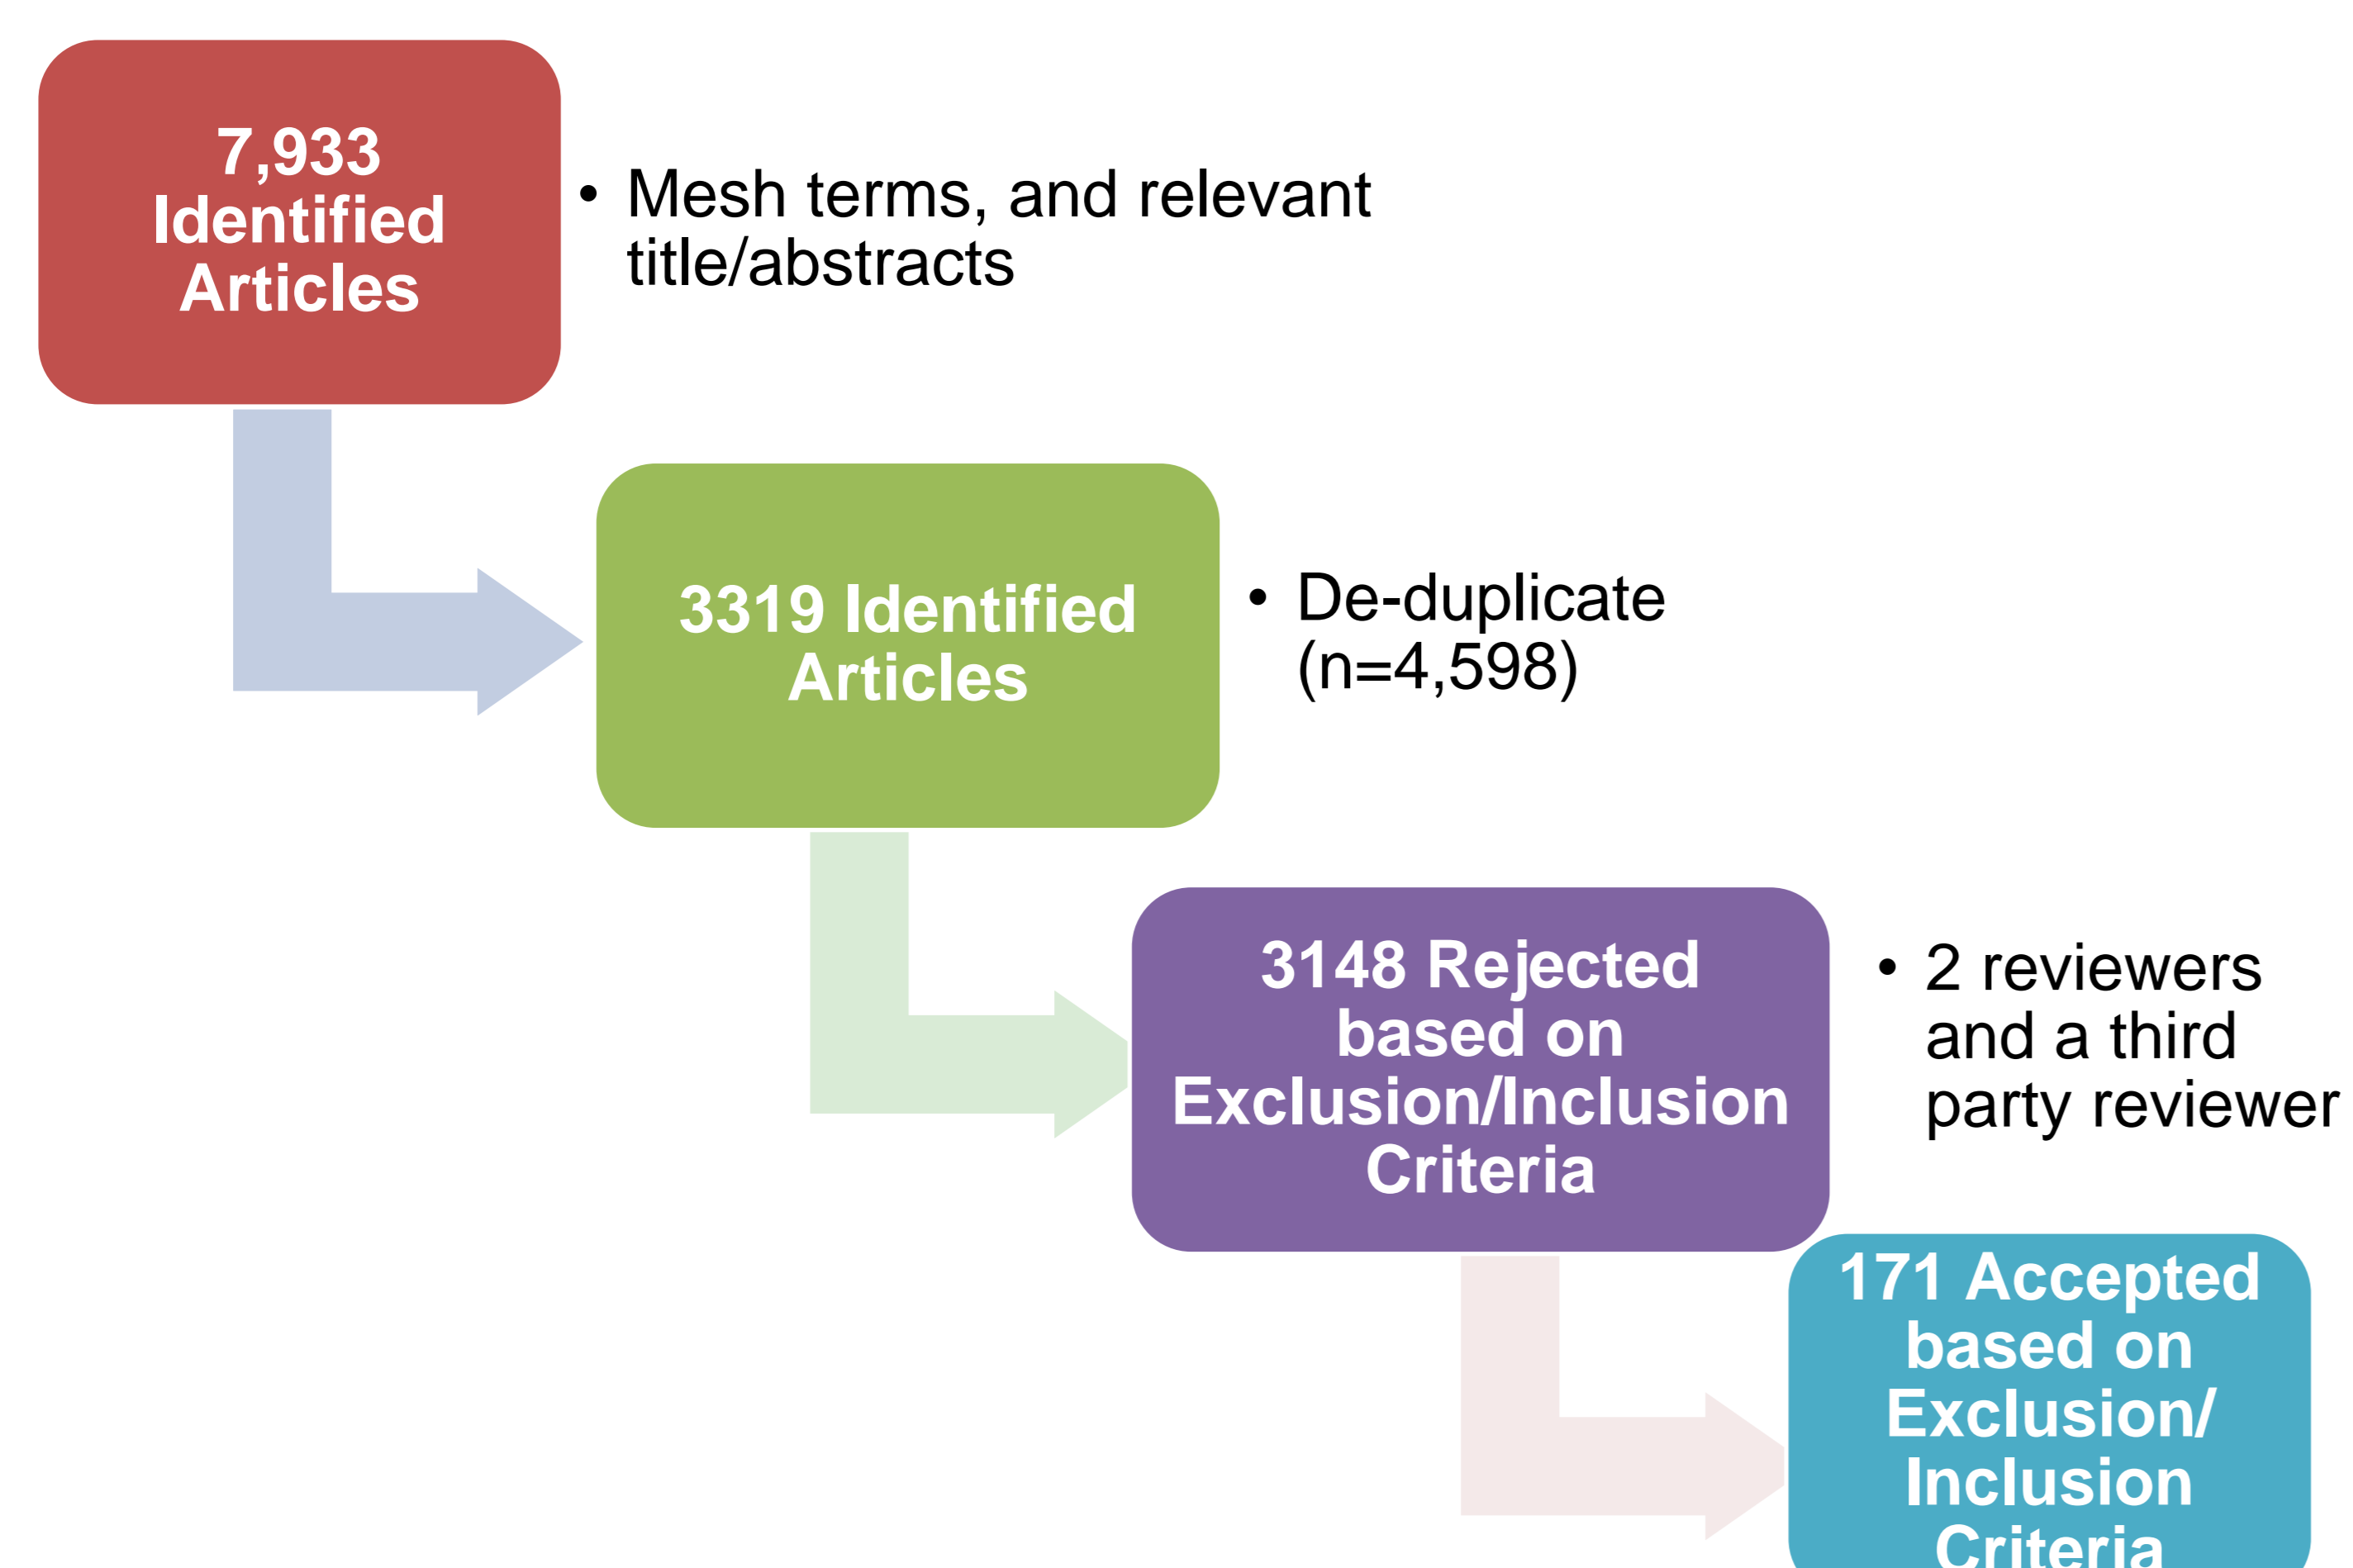 7,933
Identified
Articles
• Mesh terms, and relevant
title/abstracts
3319 Identified
Articles
• De-duplicate
(n=4,598)
3148 Rejected
based on
Exclusion/Inclusion
Criteria
• 2 reviewers
and a third
party reviewer
171 Accepted
based on
Exclusion/
Inclusion
Criteria